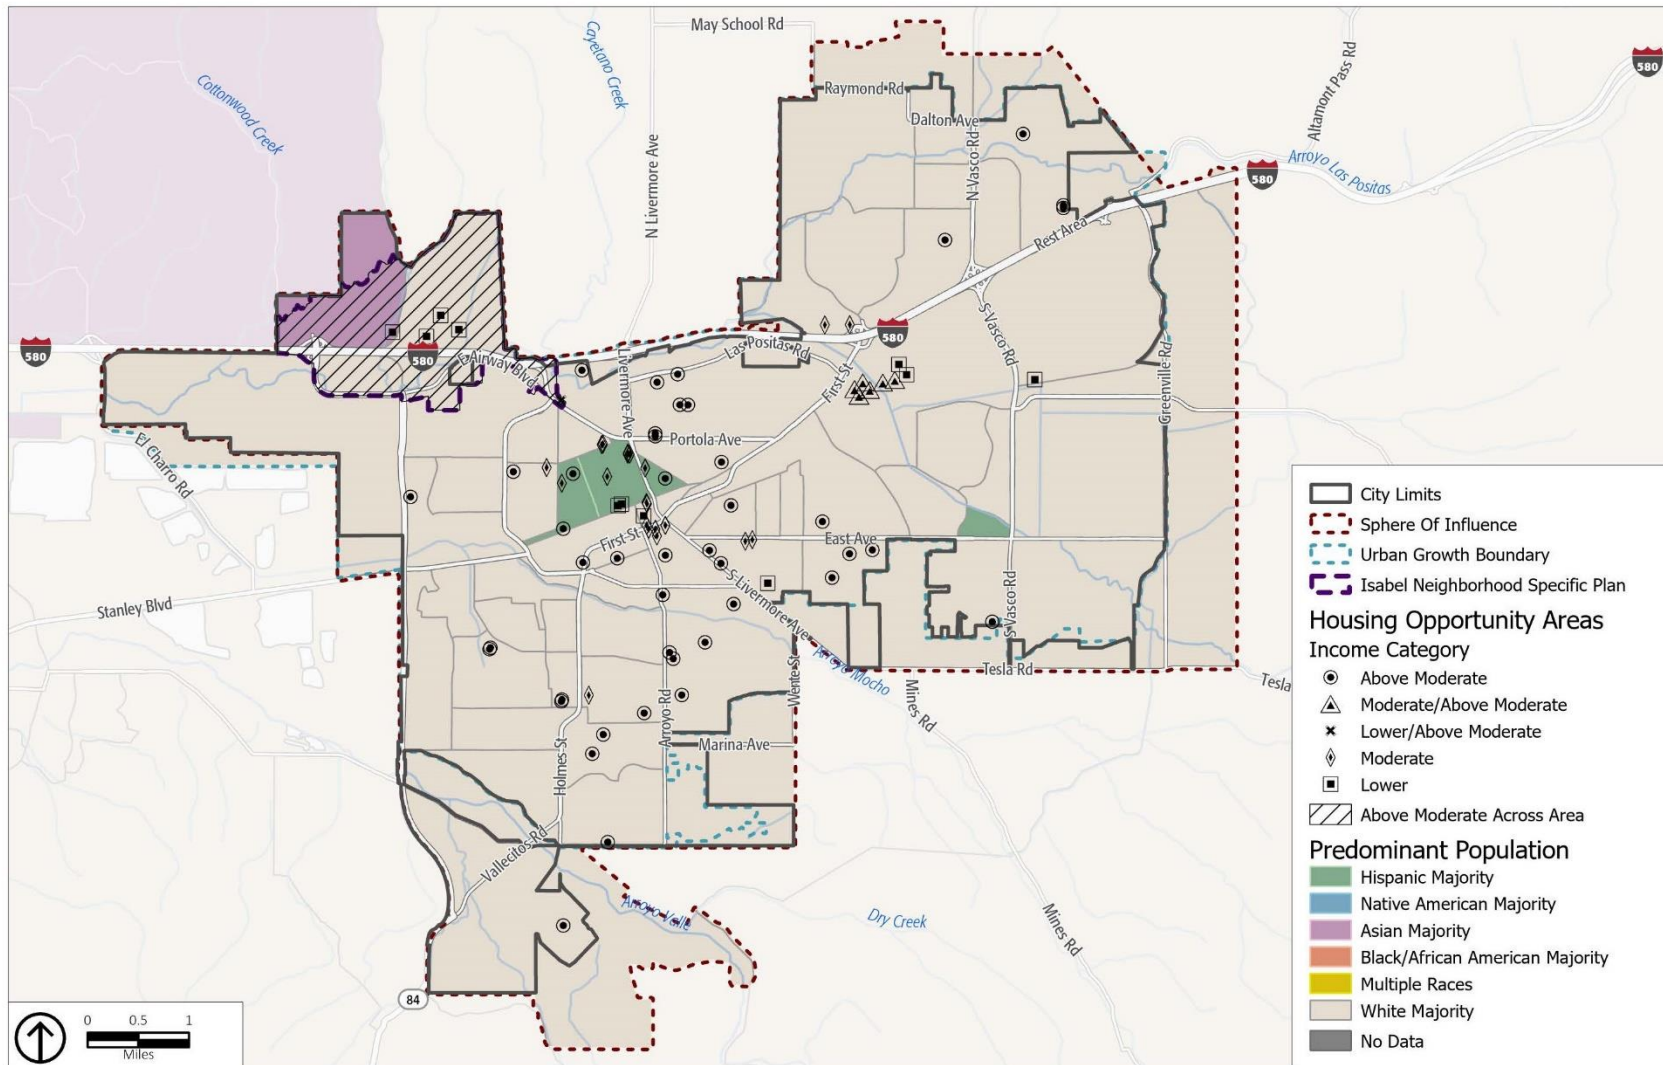 May School Rd
Cayetano Creek
Cottonwood Creek
Altamont Pass Rd
580
Raymond Rd
Dalton Ave
N Vasco Rd
N Livermore Ave
Arroyo Las Positas
580
Rest Area
580
580
580
E Airway Blvd
Livermore Ave
Las Positas Rd
First St
S Vasco Rd
Greenville Rd
Portola Ave
El Charro Rd
First St
East Ave
Stanley Blvd
S Livermore Ave
S Vasco Rd
Arroyo Mocho
Wente St
Tesla Rd
Tesla
Mines Rd
Arroyo Rd
Marina Ave
Holmes St
Vallecitos Rd
Arroyo Valle
Dry Creek
Mines Rd
84
0 0.5 1
Miles
City Limits
Sphere Of Influence
Urban Growth Boundary
Isabel Neighborhood Specific Plan
Housing Opportunity Areas
Income Category
Above Moderate
Moderate/Above Moderate
Lower/Above Moderate
Moderate
Lower
Above Moderate Across Area
Predominant Population
Hispanic Majority
Native American Majority
Asian Majority
Black/African American Majority
Multiple Races
White Majority
No Data